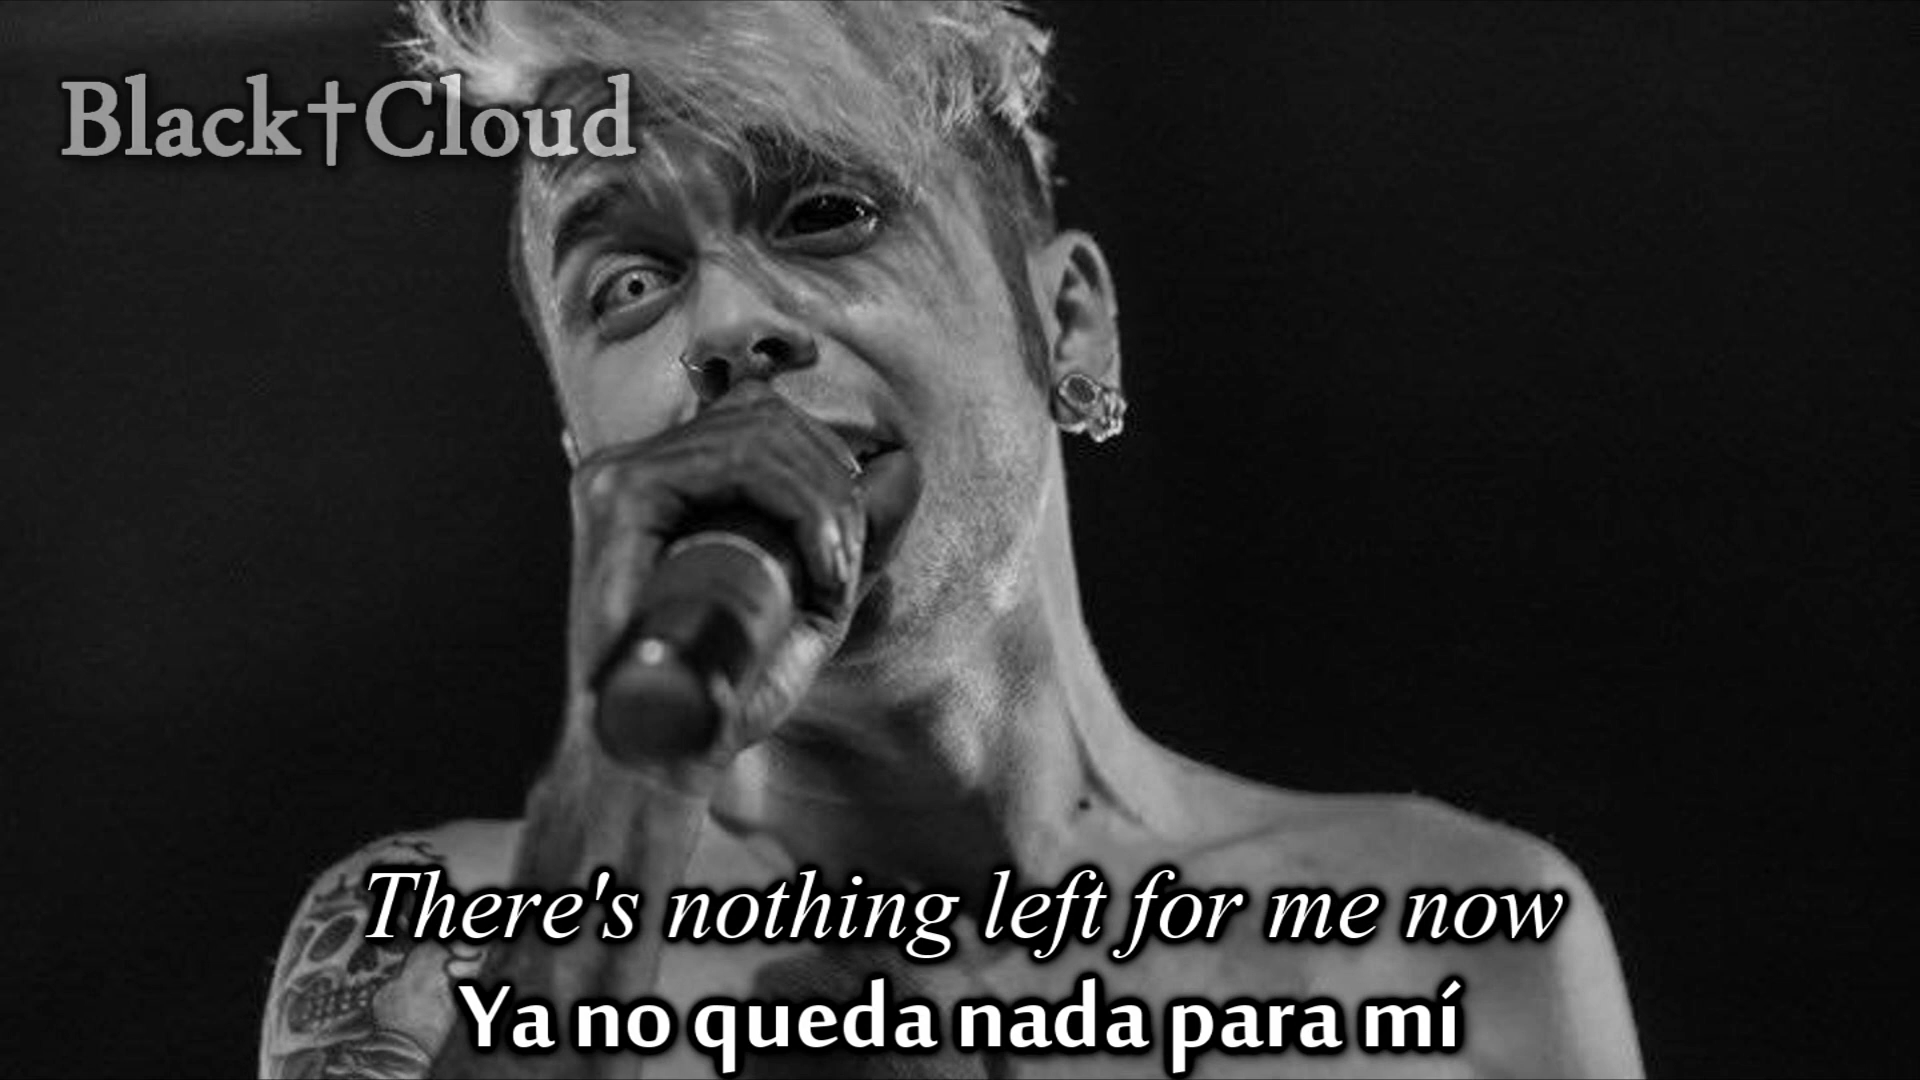 Black†Cloud
There's nothing left for me now
Ya no queda nada para mí